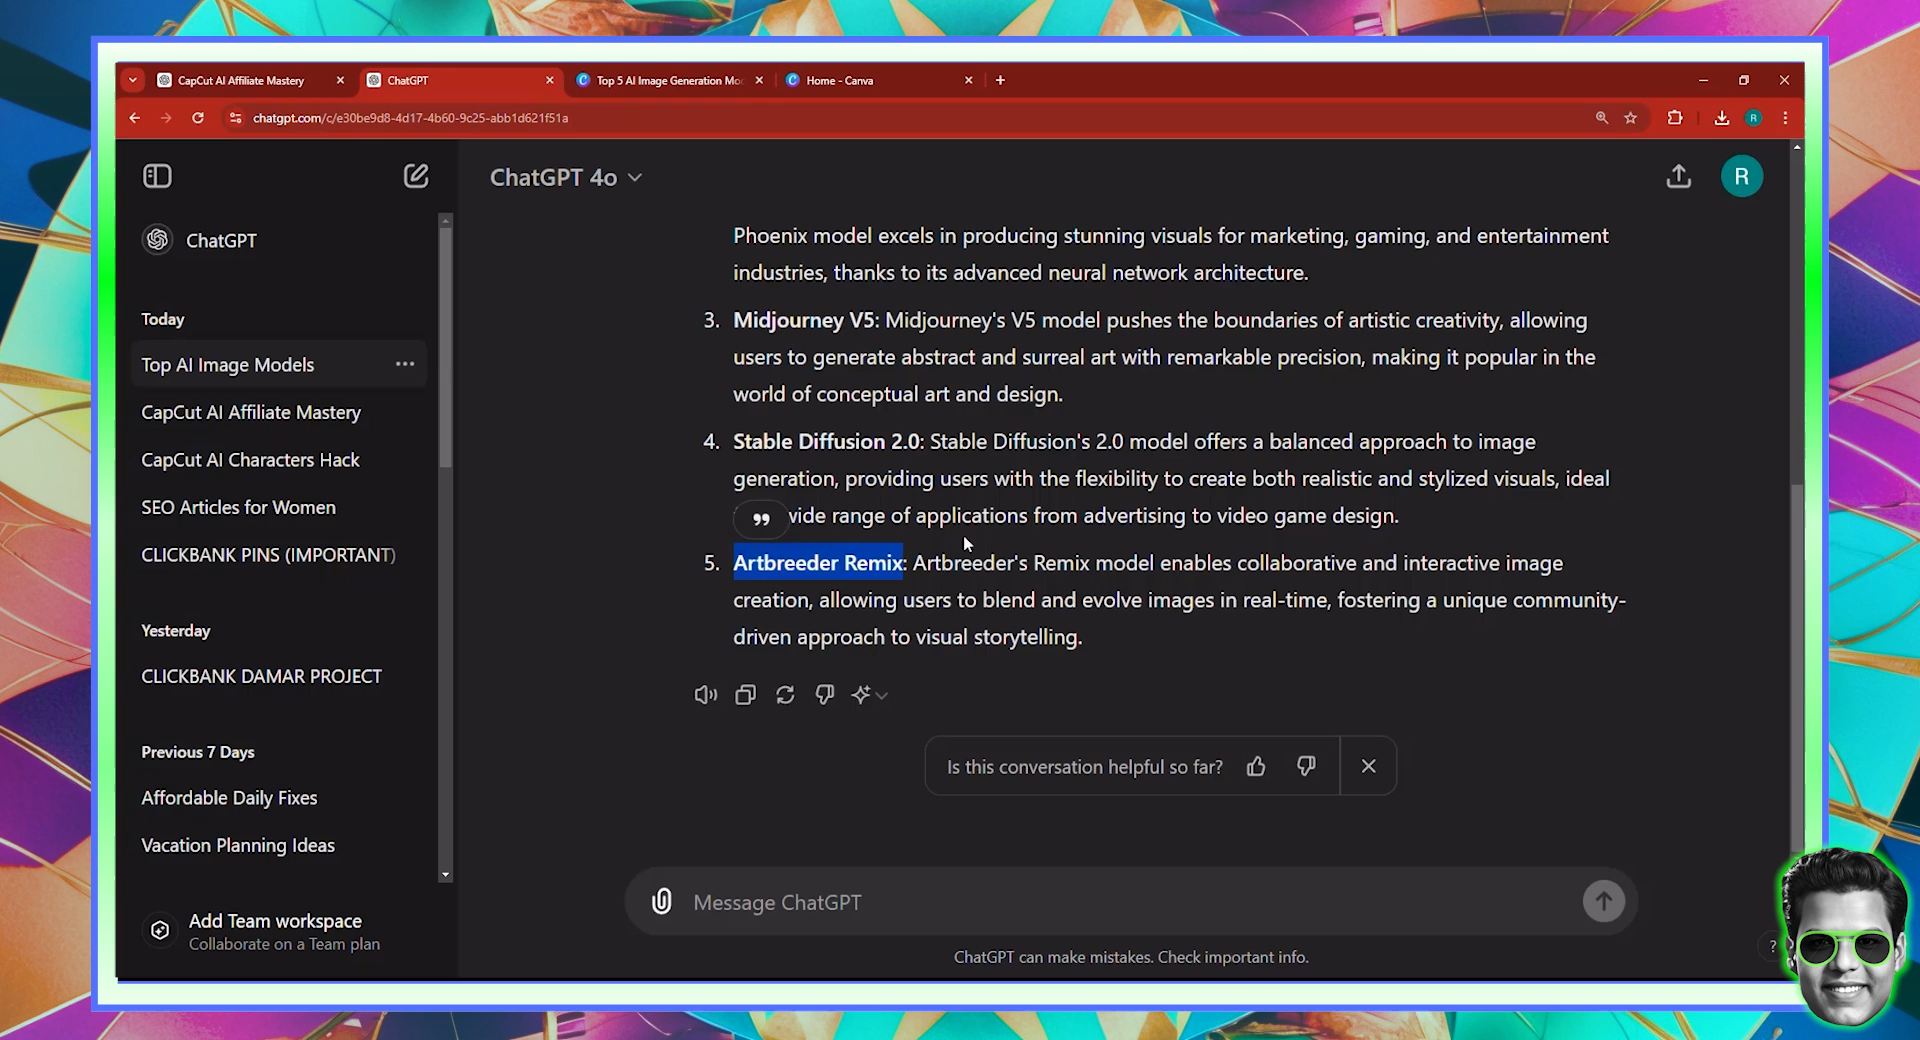 CapCut AI Affiliate Mastery
ChatGPT
Top 5 AI Image Generation Mo
Home - Canva
chatgpt.com/c/e30be9d8-4d17-4b60-9c25-abb1d621f51a
R
ChatGPT 4o
R
ChatGPT
Today
Top AI Image Models
CapCut AI Affiliate Mastery
CapCut AI Characters Hack
SEO Articles for Women
CLICKBANK PINS (IMPORTANT)
Yesterday
CLICKBANK DAMAR PROJECT
Previous 7 Days
Affordable Daily Fixes
Vacation Planning Ideas
Add Team workspace
Collaborate on a Team plan
Phoenix model excels in producing stunning visuals for marketing, gaming, and entertainment
industries, thanks to its advanced neural network architecture.
3. Midjourney V5: Midjourney's V5 model pushes the boundaries of artistic creativity, allowing
users to generate abstract and surreal art with remarkable precision, making it popular in the
world of conceptual art and design.
4. Stable Diffusion 2.0: Stable Diffusion's 2.0 model offers a balanced approach to image
generation, providing users with the flexibility to create both realistic and stylized visuals, ideal
wide range of applications from advertising to video game design.
5. Artbreeder Remix: Artbreeder's Remix model enables collaborative and interactive image
creation, allowing users to blend and evolve images in real-time, fostering a unique community-
driven approach to visual storytelling.
Is this conversation helpful so far?
Message ChatGPT
ChatGPT can make mistakes. Check important info.
?